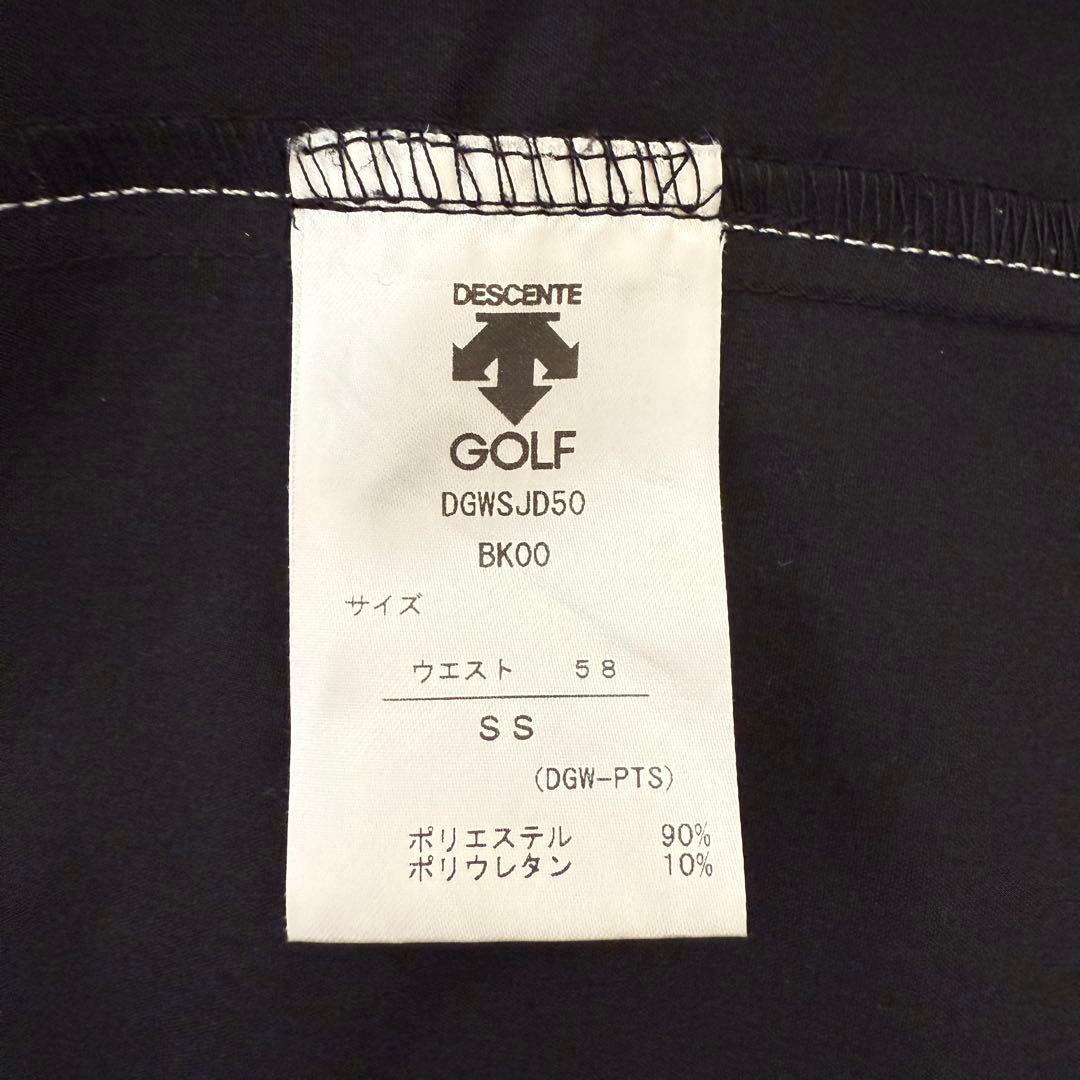 DESCENTE
GOLF
DGWSJD50
BK00
サイズ
ウエスト 58
SS
(DGW-PTS)
ポリエステル 90%
ポリウレタン 10%